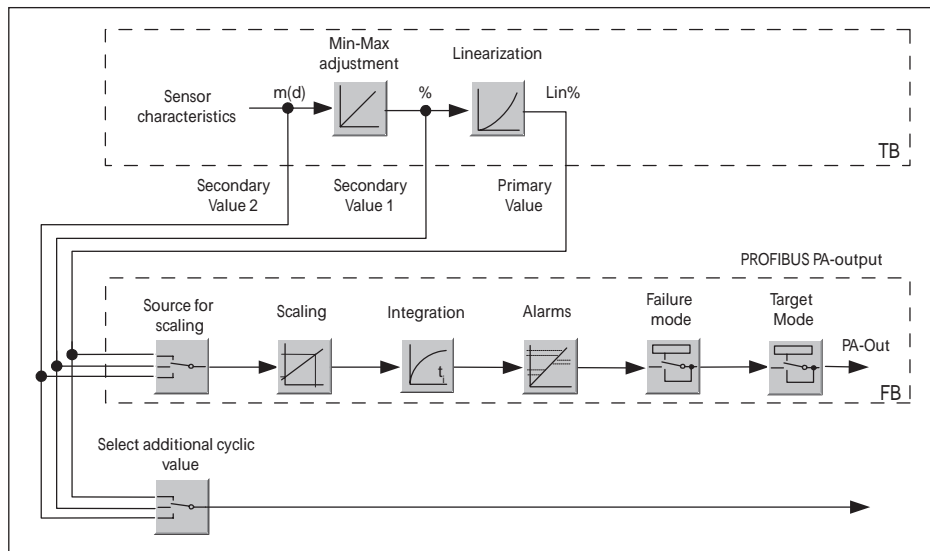 Min-Max
adjustment
Linearization
Sensor
characteristics
m(d)
%
Lin%
TB
Secondary
Value 2
Secondary
Value 1
Primary
Value
PROFIBUS PA-output
Source for
scaling
Scaling
Integration
Alarms
Failure
mode
Target
Mode
ti
PA-Out
FB
Select additional cyclic
value